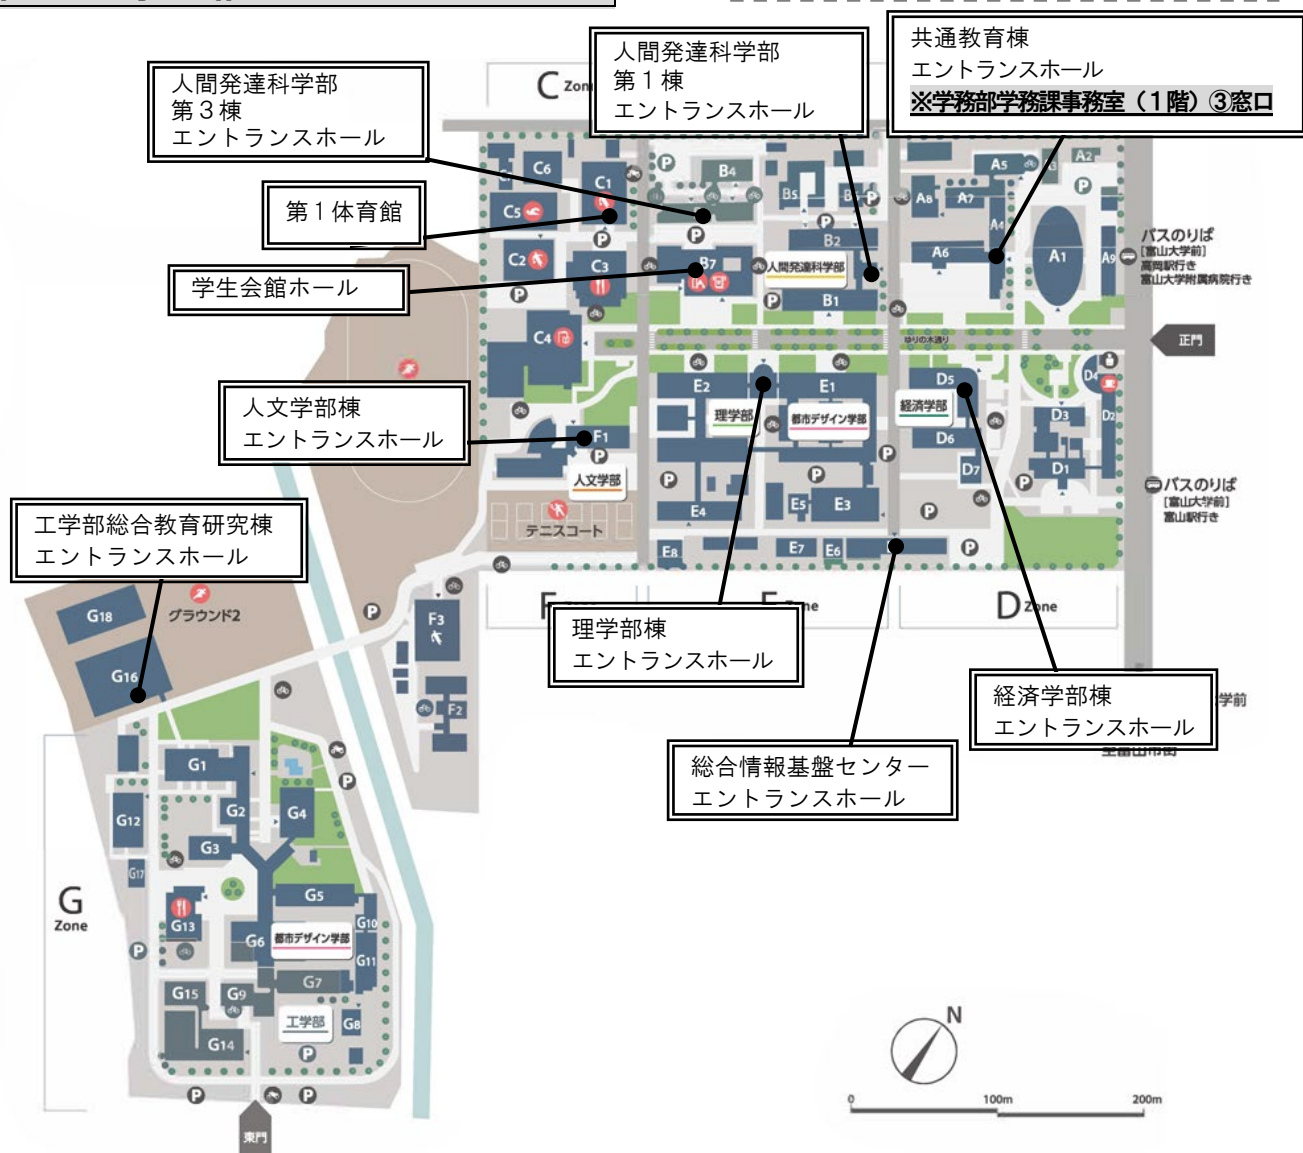 人間発達科学部
第３棟
エントランスホール
第１体育館
学生会館ホール
人間発達科学部
第１棟
エントランスホール
共通教育棟
エントランスホール
※学務部学務課事務室（１階）③窓口
C Zone
C6
C1
C5
C2
C3
C4
B4
B5
B2
B7
人間発達科学部
B1
A5
A3
A2
A8
A7
A4
A6
A1
A9
バスのりば
[富山大学前]
高岡駅行き
富山大学附属病院行き
ゆりの木通り
正門
人文学部棟
エントランスホール
F1
人文学部
テニスコート
E2
E1
理学部
都市デザイン学部
E4
E5
E3
E8
E7
E6
D5
経済学部
D6
D7
D4
D3
D2
D1
バスのりば
[富山大学前]
富山駅行き
工学部総合教育研究棟
エントランスホール
グラウンド2
G18
G16
F3
F2
Zone
D Zone
理学部棟
エントランスホール
総合情報基盤センター
エントランスホール
経済学部棟
エントランスホール
学前
G
Zone
G1
G2
G4
G12
G3
G17
G5
G13
G10
G6
都市デザイン学部
G11
G7
G15
G9
工学部
G8
G14
P
東門
N
0
100m
200m